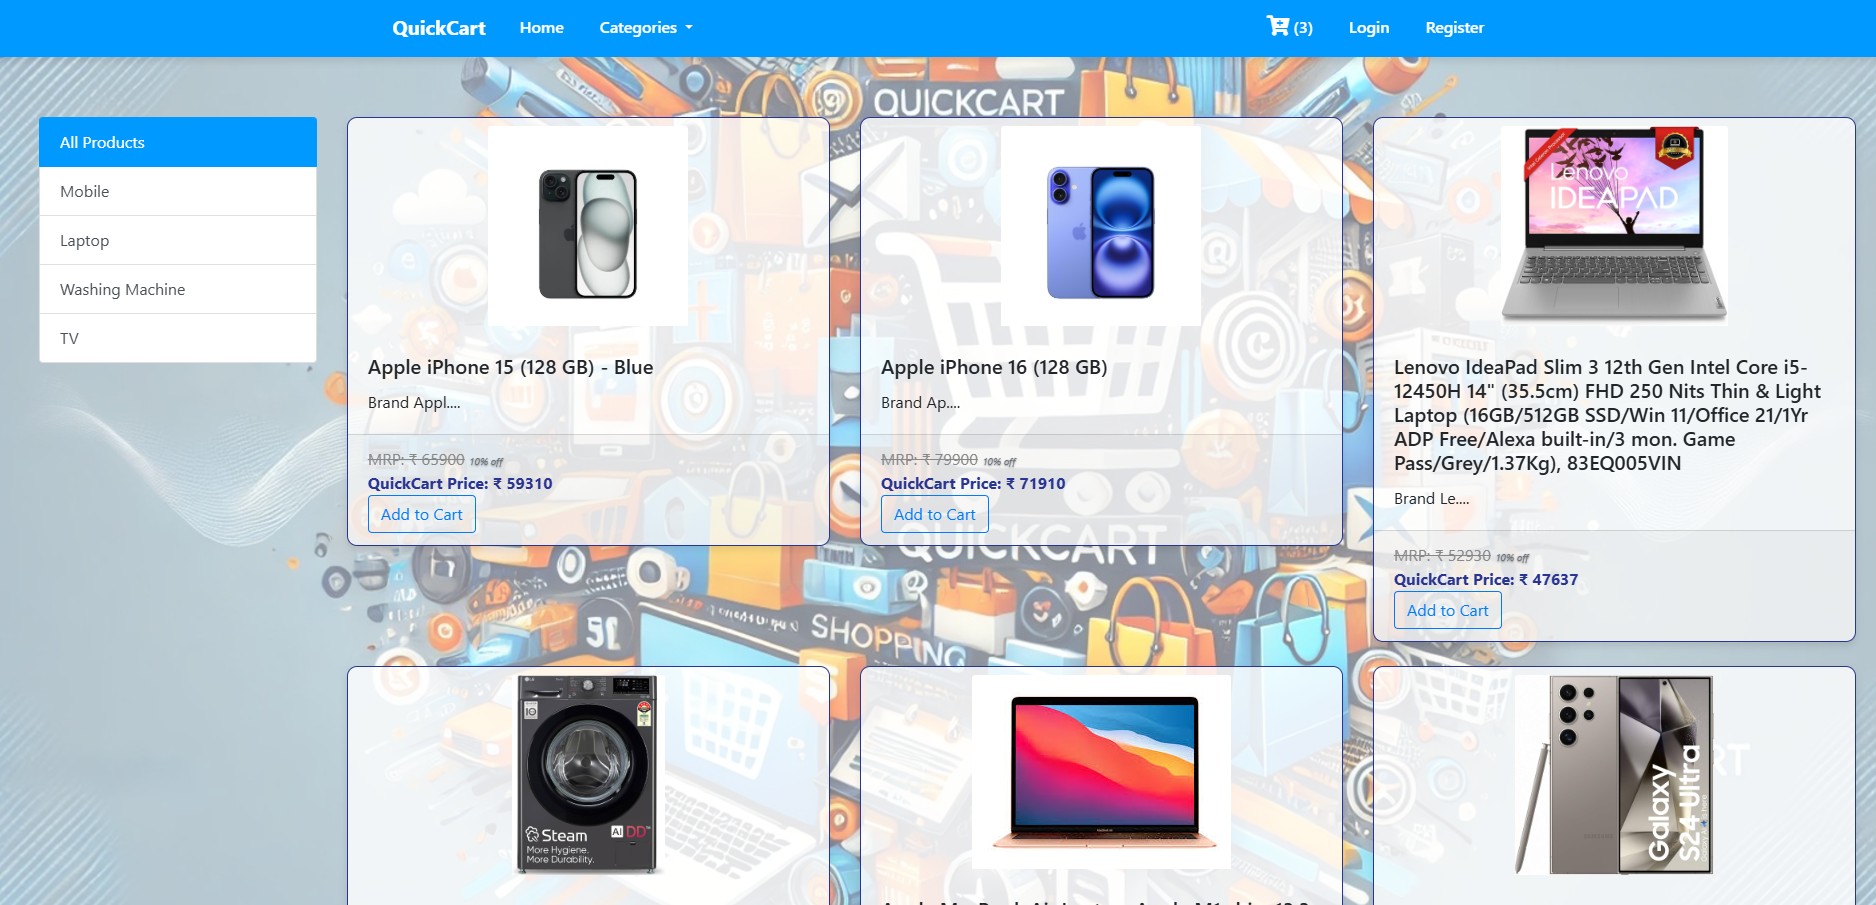 QuickCart
Home
Categories
(3)
Login
Register
QUICKCART
All Products
Mobile
Laptop
Washing Machine
TV
Apple iPhone 15 (128 GB) - Blue
Brand Appl....
MRP: ₹ 65900 10% off
QuickCart Price: ₹ 59310
Add to Cart
Apple iPhone 16 (128 GB)
Brand Ap....
MRP: ₹ 79900 10% off
QuickCart Price: ₹ 71910
Add to Cart
Lenovo
IDEAPAD
Lenovo IdeaPad Slim 3 12th Gen Intel Core i5-
12450H 14" (35.5cm) FHD 250 Nits Thin & Light
Laptop (16GB/512GB SSD/Win 11/Office 21/1Yr
ADP Free/Alexa built-in/3 mon. Game
Pass/Grey/1.37Kg), 83EQ005VIN
Brand Le....
MRP: ₹ 52930 10% off
QuickCart Price: ₹ 47637
Add to Cart
QUICKCART
SHOPPING
LG
Steam
AI DD™
More Hygiene.
More Durability.
Galaxy
S24 Ultra